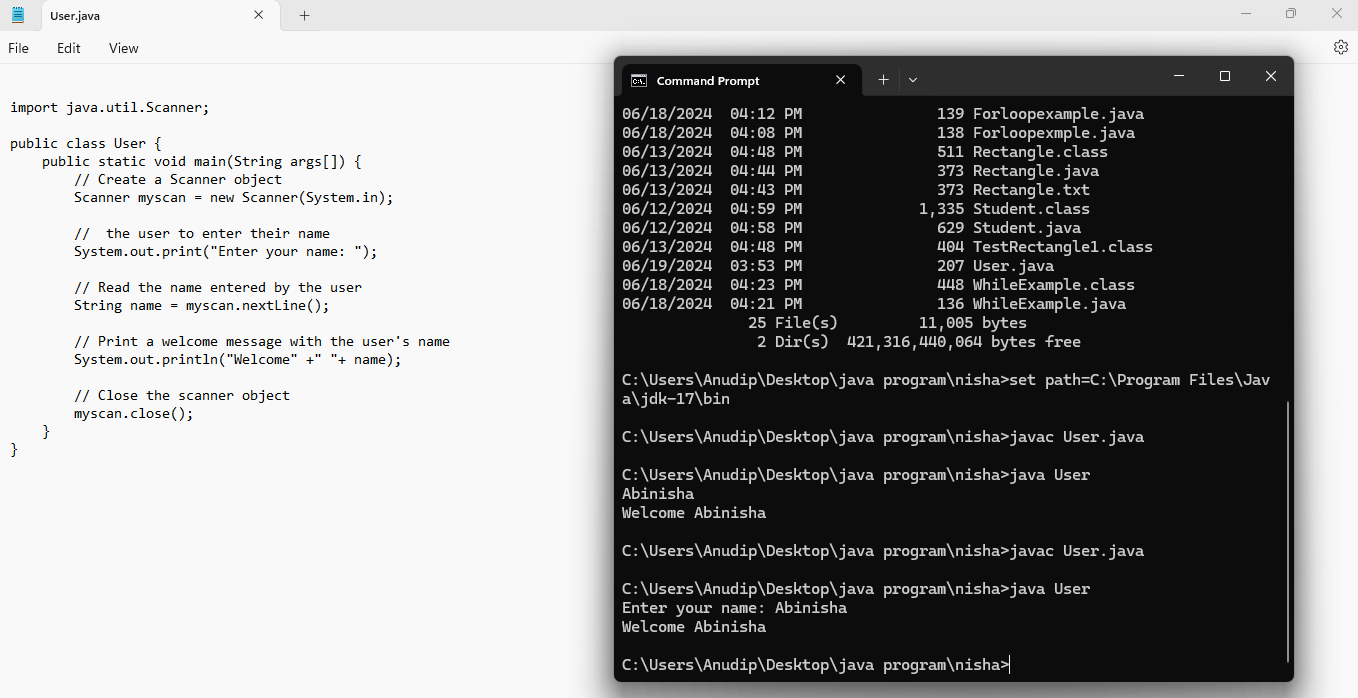 User.java
File Edit View
import java.util.Scanner;
public class User {
    public static void main(String args[]) {
        // Create a Scanner object
        Scanner myscan = new Scanner(System.in);
        //  the user to enter their name
        System.out.print("Enter your name: ");
        // Read the name entered by the user
        String name = myscan.nextLine();
        // Print a welcome message with the user's name
        System.out.println("Welcome" +" "+ name);
        // Close the scanner object
        myscan.close();
    }
}
Command Prompt
06/18/2024  04:12 PM               139 Forloopexample.java
06/18/2024  04:08 PM               138 Forloopexmple.java
06/13/2024  04:48 PM               511 Rectangle.class
06/13/2024  04:44 PM               373 Rectangle.java
06/13/2024  04:43 PM               373 Rectangle.txt
06/12/2024  04:59 PM             1,335 Student.class
06/12/2024  04:58 PM               629 Student.java
06/13/2024  04:48 PM               404 TestRectangle1.class
06/19/2024  03:53 PM               207 User.java
06/18/2024  04:23 PM               448 WhileExample.class
06/18/2024  04:21 PM               136 WhileExample.java
              25 File(s)         11,005 bytes
               2 Dir(s)  421,316,440,064 bytes free
C:\Users\Anudip\Desktop\java program\nisha>set path=C:\Program Files\Jav
a\jdk-17\bin
C:\Users\Anudip\Desktop\java program\nisha>javac User.java
C:\Users\Anudip\Desktop\java program\nisha>java User
Abinisha
Welcome Abinisha
C:\Users\Anudip\Desktop\java program\nisha>javac User.java
C:\Users\Anudip\Desktop\java program\nisha>java User
Enter your name: Abinisha
Welcome Abinisha
C:\Users\Anudip\Desktop\java program\nisha>